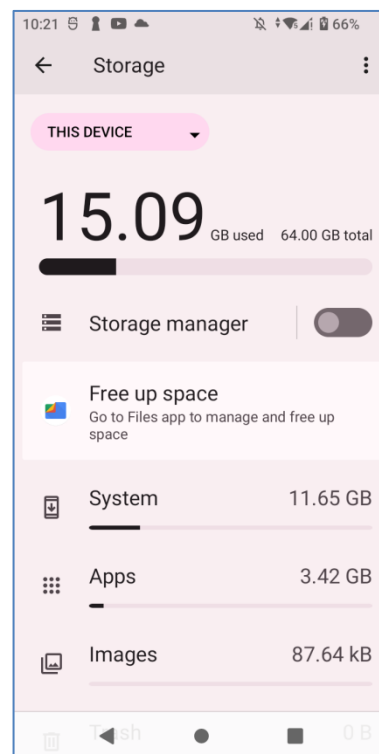 10:21 66%
Storage
THIS DEVICE
15.09 GB used 64.00 GB total
Storage manager
Free up space
Go to Files app to manage and free up
space
System 11.65 GB
Apps 3.42 GB
Images 87.64 kB
Trash 0 B